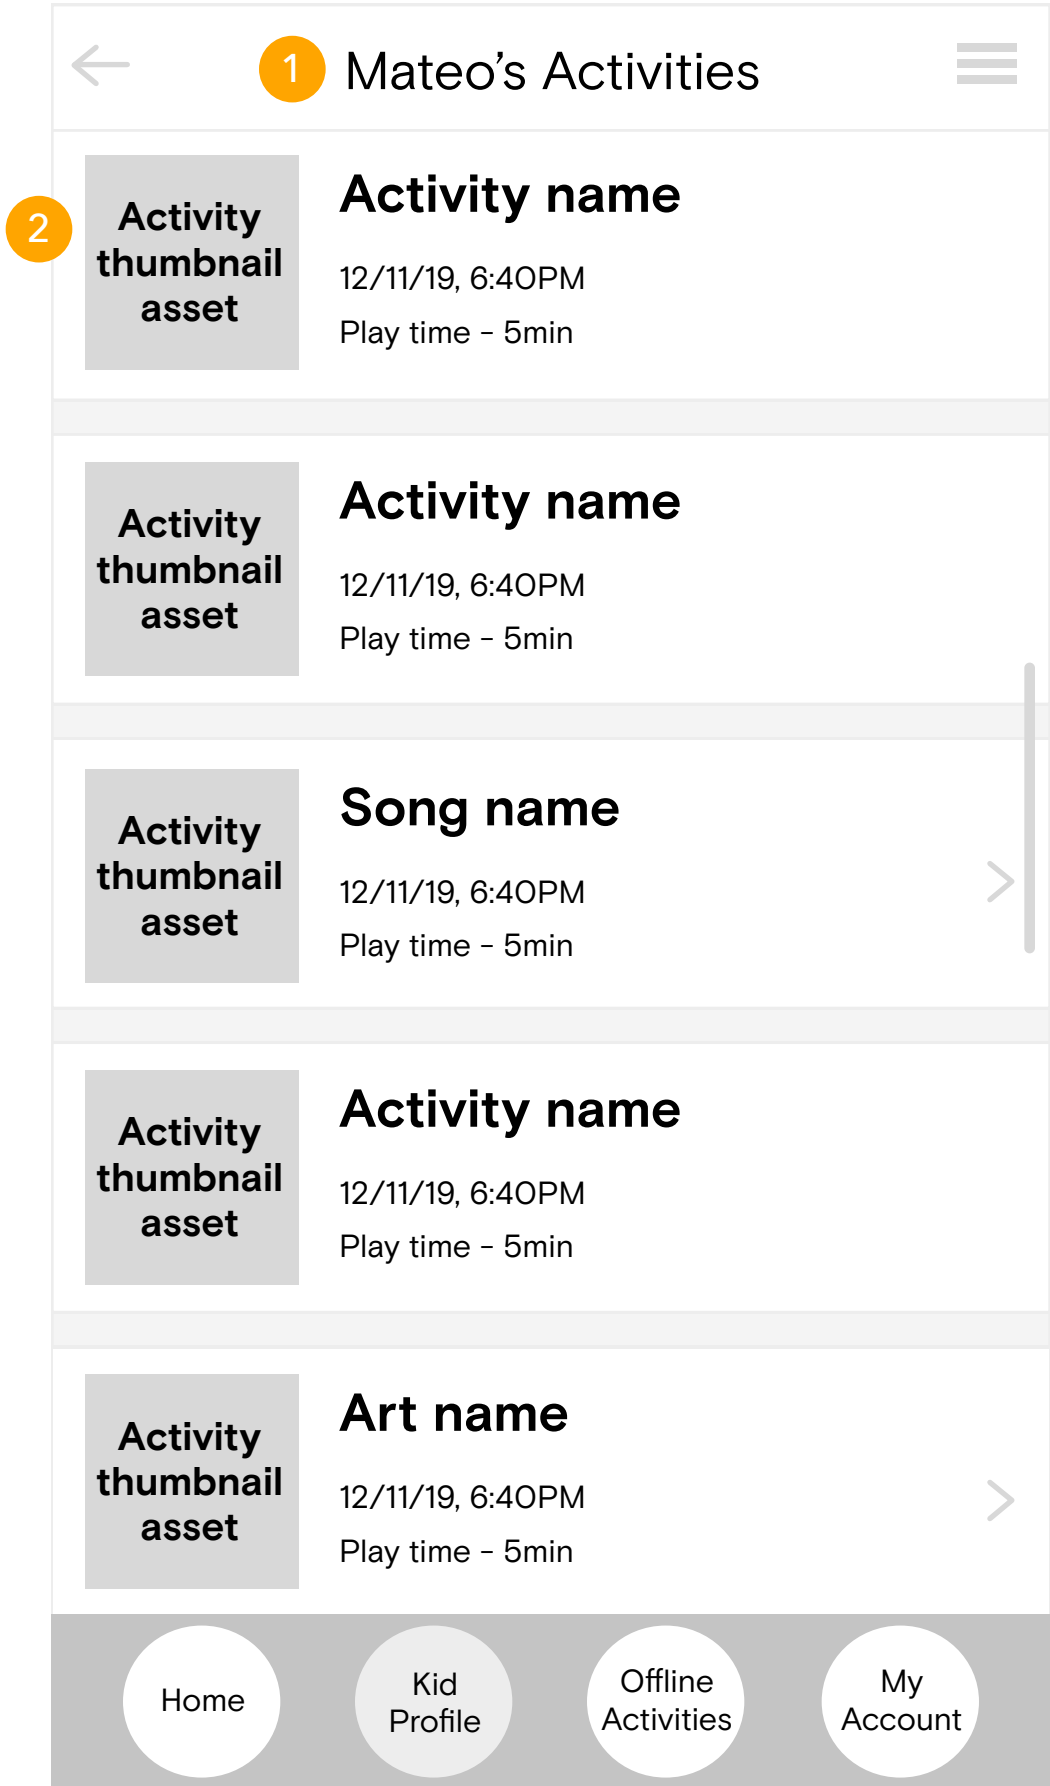 1 Mateo’s Activities
2
Activity
thumbnail
asset
Activity name
12/11/19, 6:40PM
Play time - 5min
Activity
thumbnail
asset
Activity name
12/11/19, 6:40PM
Play time - 5min
Activity
thumbnail
asset
Song name
12/11/19, 6:40PM
Play time - 5min
Activity
thumbnail
asset
Activity name
12/11/19, 6:40PM
Play time - 5min
Activity
thumbnail
asset
Art name
12/11/19, 6:40PM
Play time - 5min
Home
Kid
Profile
Offline
Activities
My
Account